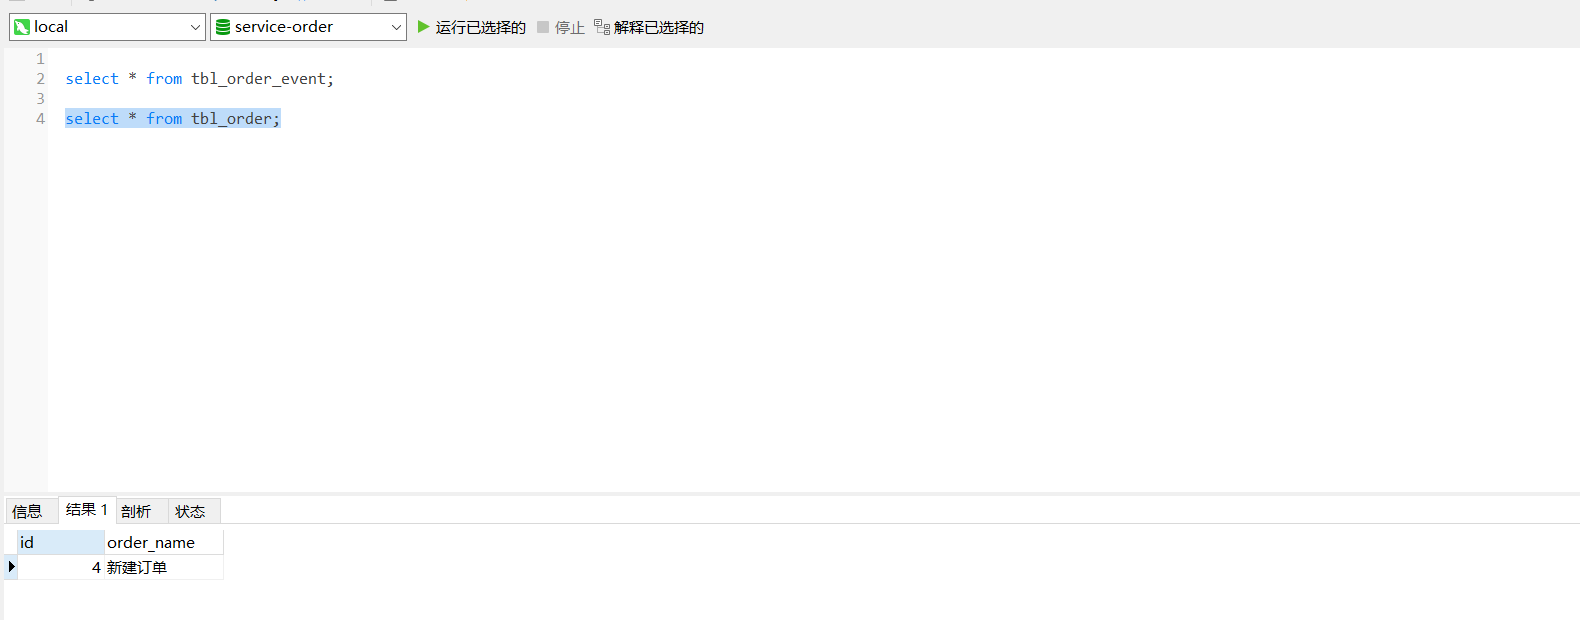 local service-order 运行已选择的 停止 解释已选择的
1
2 select * from tbl_order_event;
3
4 select * from tbl_order;
信息 结果 1 剖析 状态
id order_name
4 新建订单